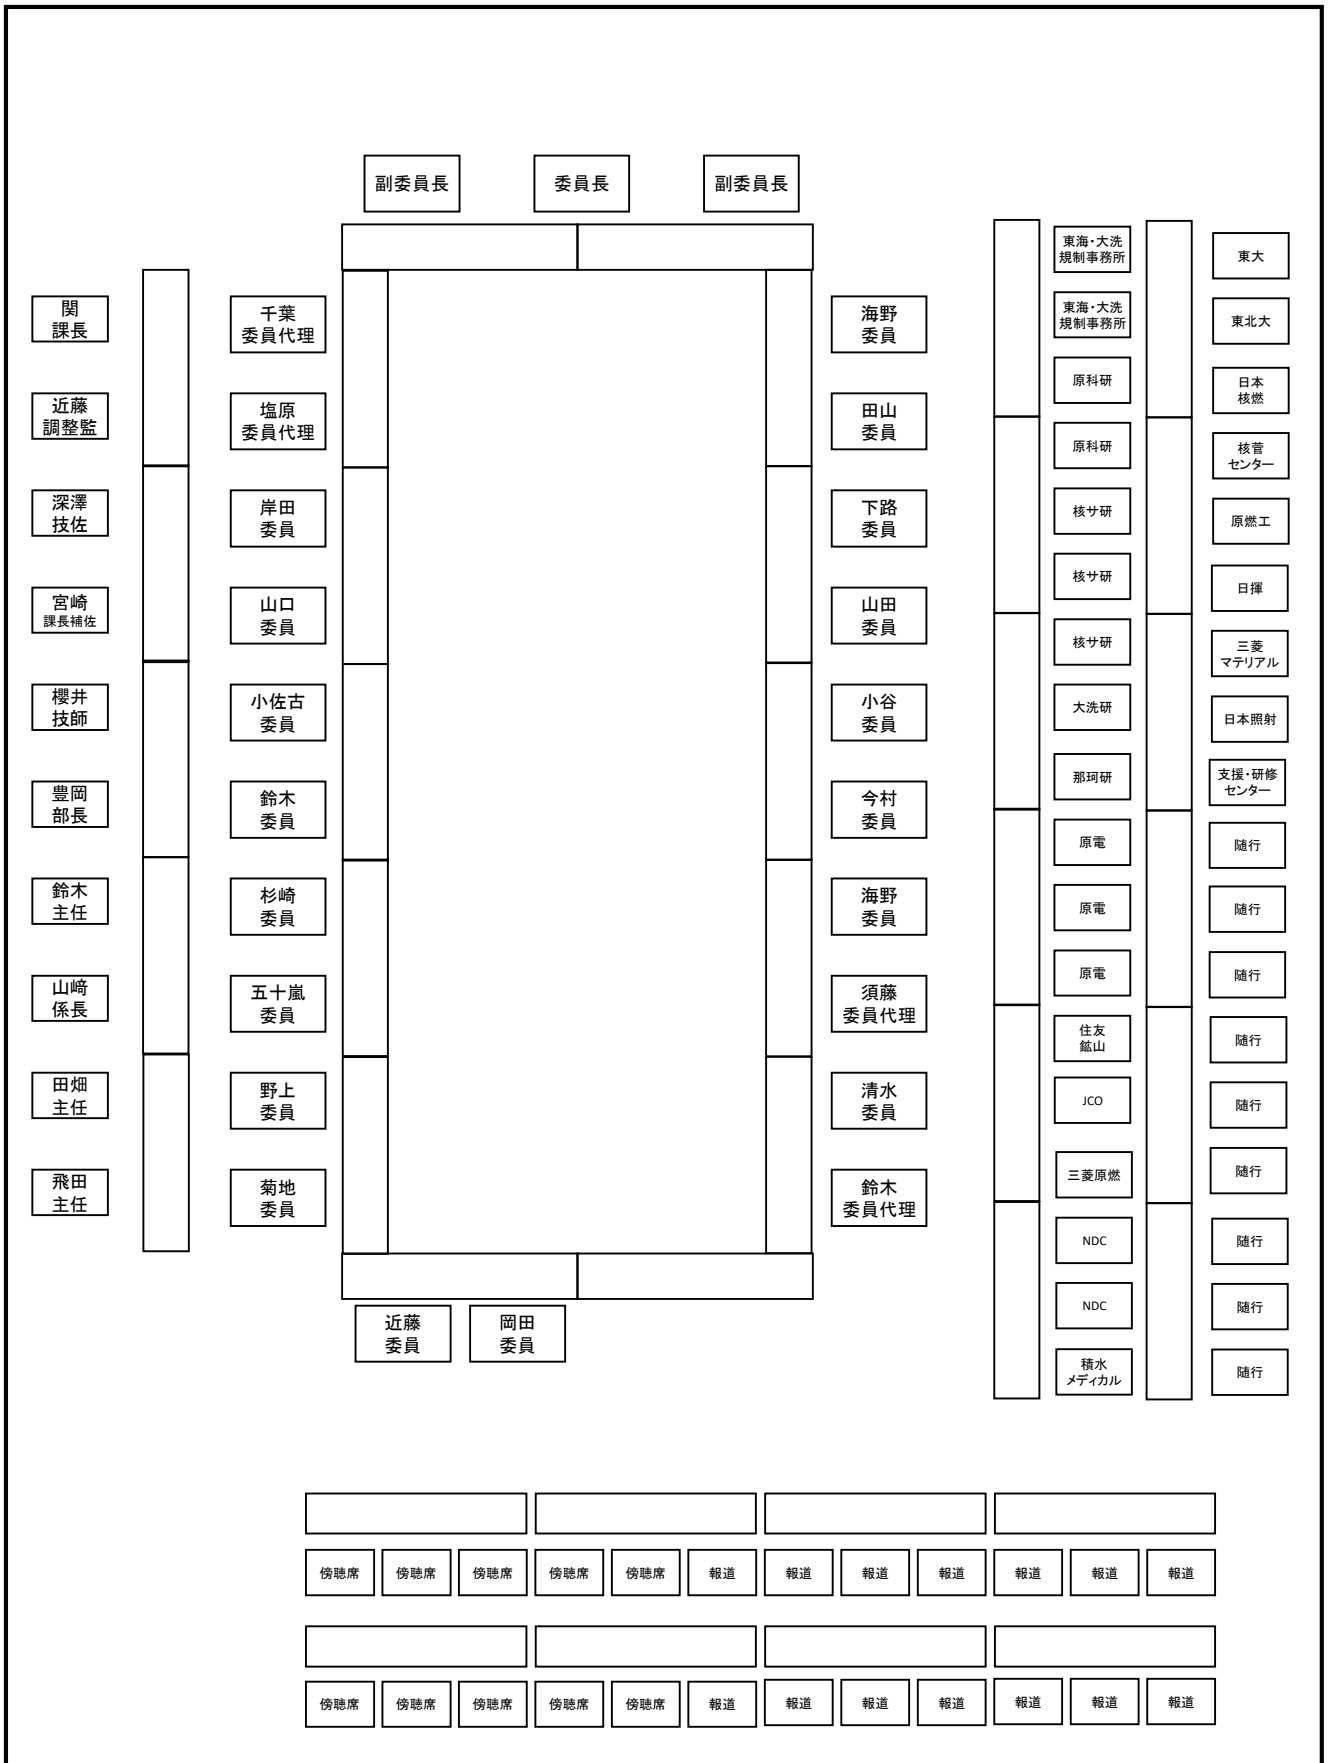 副委員長
委員長
副委員長
関
課長
近藤
調整監
深澤
技佐
宮崎
課長補佐
櫻井
技師
豊岡
部長
鈴木
主任
山﨑
係長
田畑
主任
飛田
主任
千葉
委員代理
塩原
委員代理
岸田
委員
山口
委員
小佐古
委員
鈴木
委員
杉崎
委員
五十嵐
委員
野上
委員
菊地
委員
海野
委員
田山
委員
下路
委員
山田
委員
小谷
委員
今村
委員
海野
委員
須藤
委員代理
清水
委員
鈴木
委員代理
近藤
委員
岡田
委員
東海・大洗
規制事務所
東海・大洗
規制事務所
原科研
原科研
核サ研
核サ研
核サ研
大洗研
那珂研
原電
原電
原電
住友
鉱山
JCO
三菱原燃
NDC
NDC
積水
メディカル
東大
東北大
日本
核燃
核菅
センター
原燃工
日揮
三菱
マテリアル
日本照射
支援・研修
センター
随行
随行
随行
随行
随行
随行
随行
随行
随行
傍聴席 傍聴席 傍聴席 傍聴席 傍聴席 報道 報道 報道 報道 報道 報道 報道
傍聴席 傍聴席 傍聴席 傍聴席 傍聴席 報道 報道 報道 報道 報道 報道 報道